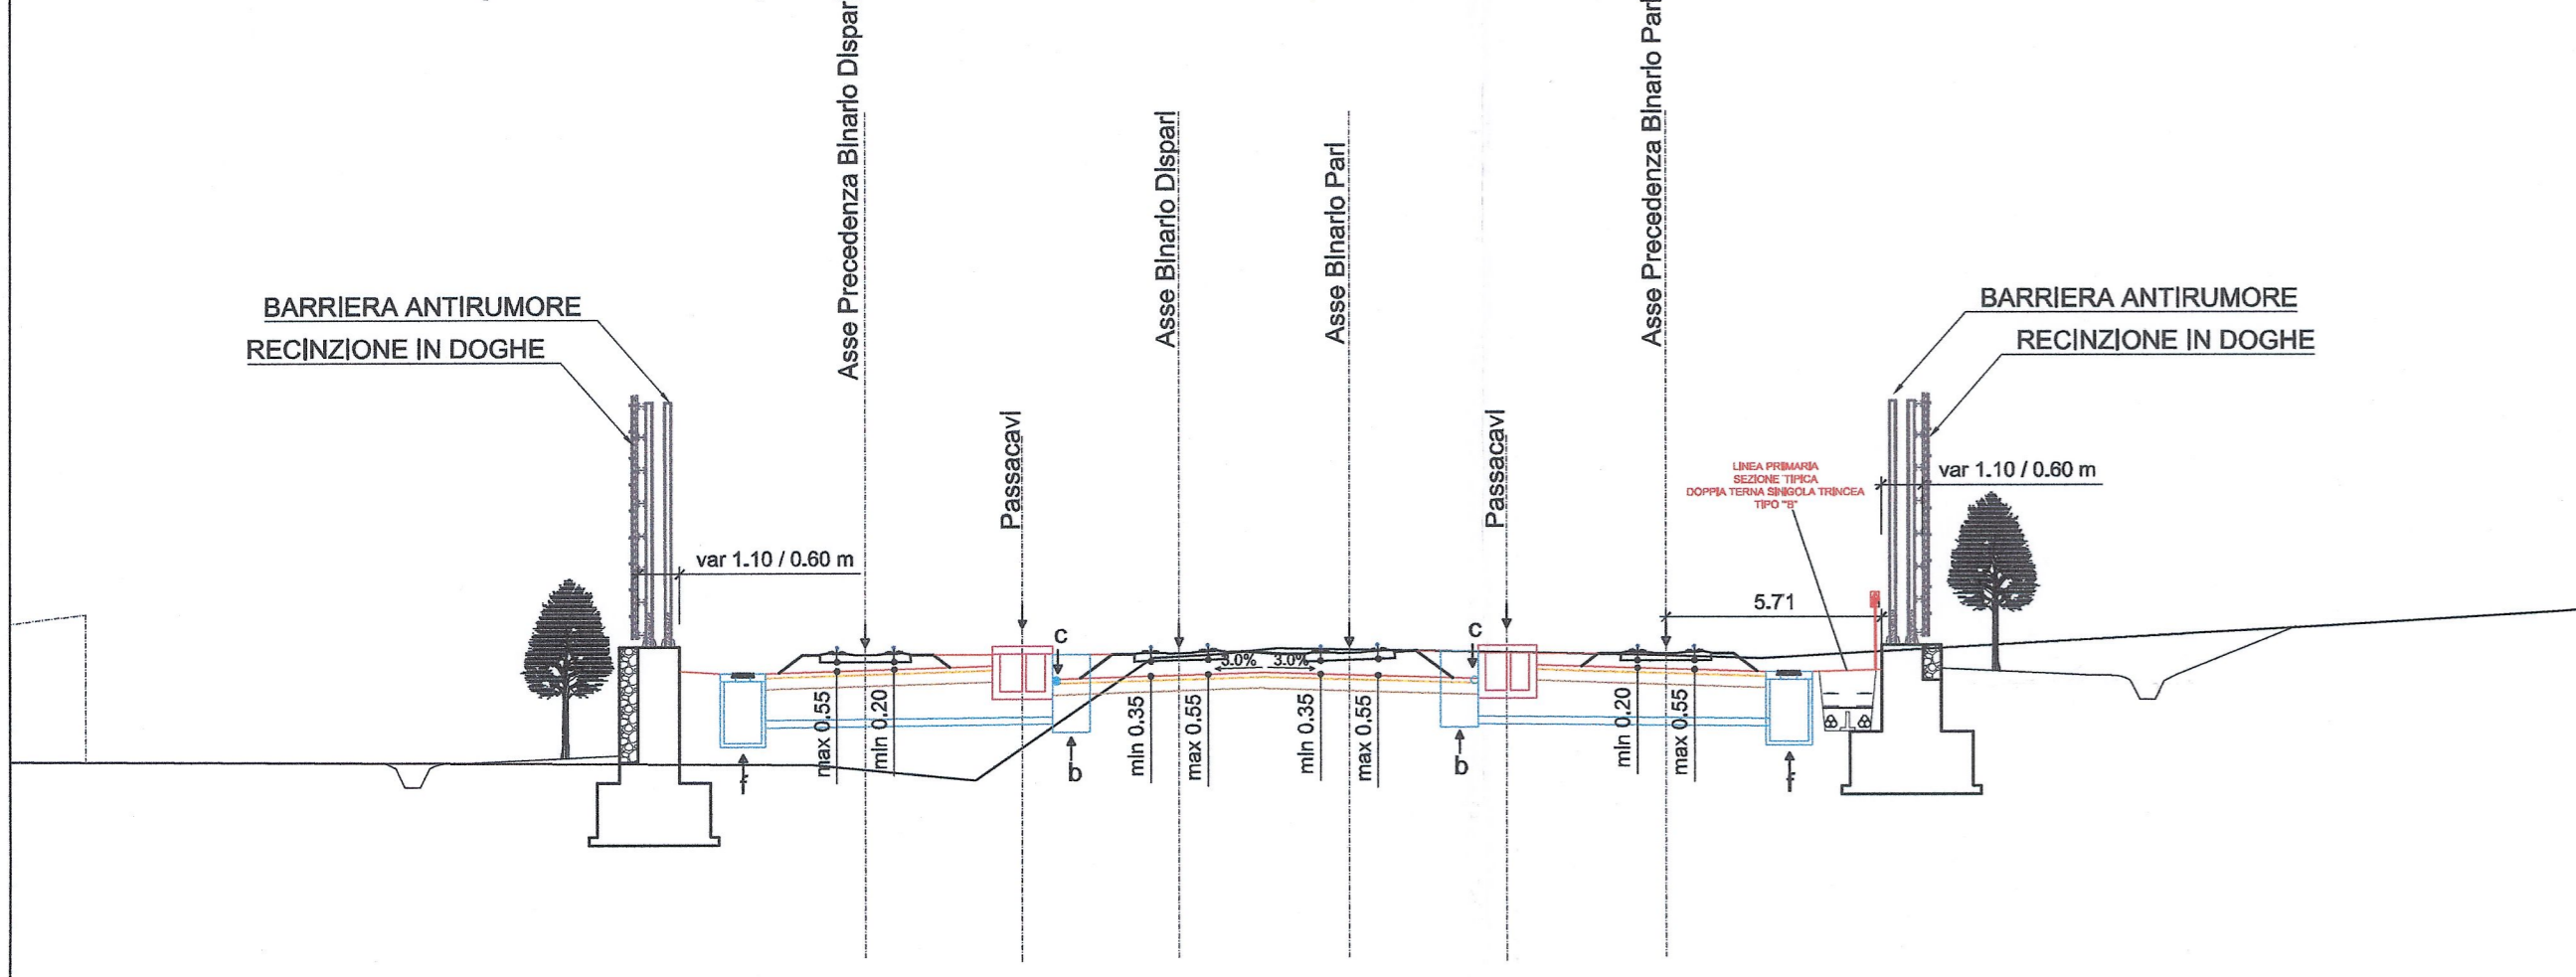 Asse Precedenza Binario Dispari
Asse Binario Dispari
Asse Binario Pari
Asse Precedenza Binario Pari
BARRIERA ANTIRUMORE
RECINZIONE IN DOGHE
BARRIERA ANTIRUMORE
RECINZIONE IN DOGHE
Passacavi
Passacavi
LINEA PRIMARIA
SEZIONE TIPICA
DOPPIA TERNA SINGOLA TRINCEA
TIPO "B"
var 1.10 / 0.60 m
var 1.10 / 0.60 m
5.71
c
c
3.0%
3.0%
max 0.55
min 0.20
min 0.35
max 0.55
min 0.35
max 0.55
min 0.20
max 0.55
f
b
b
f